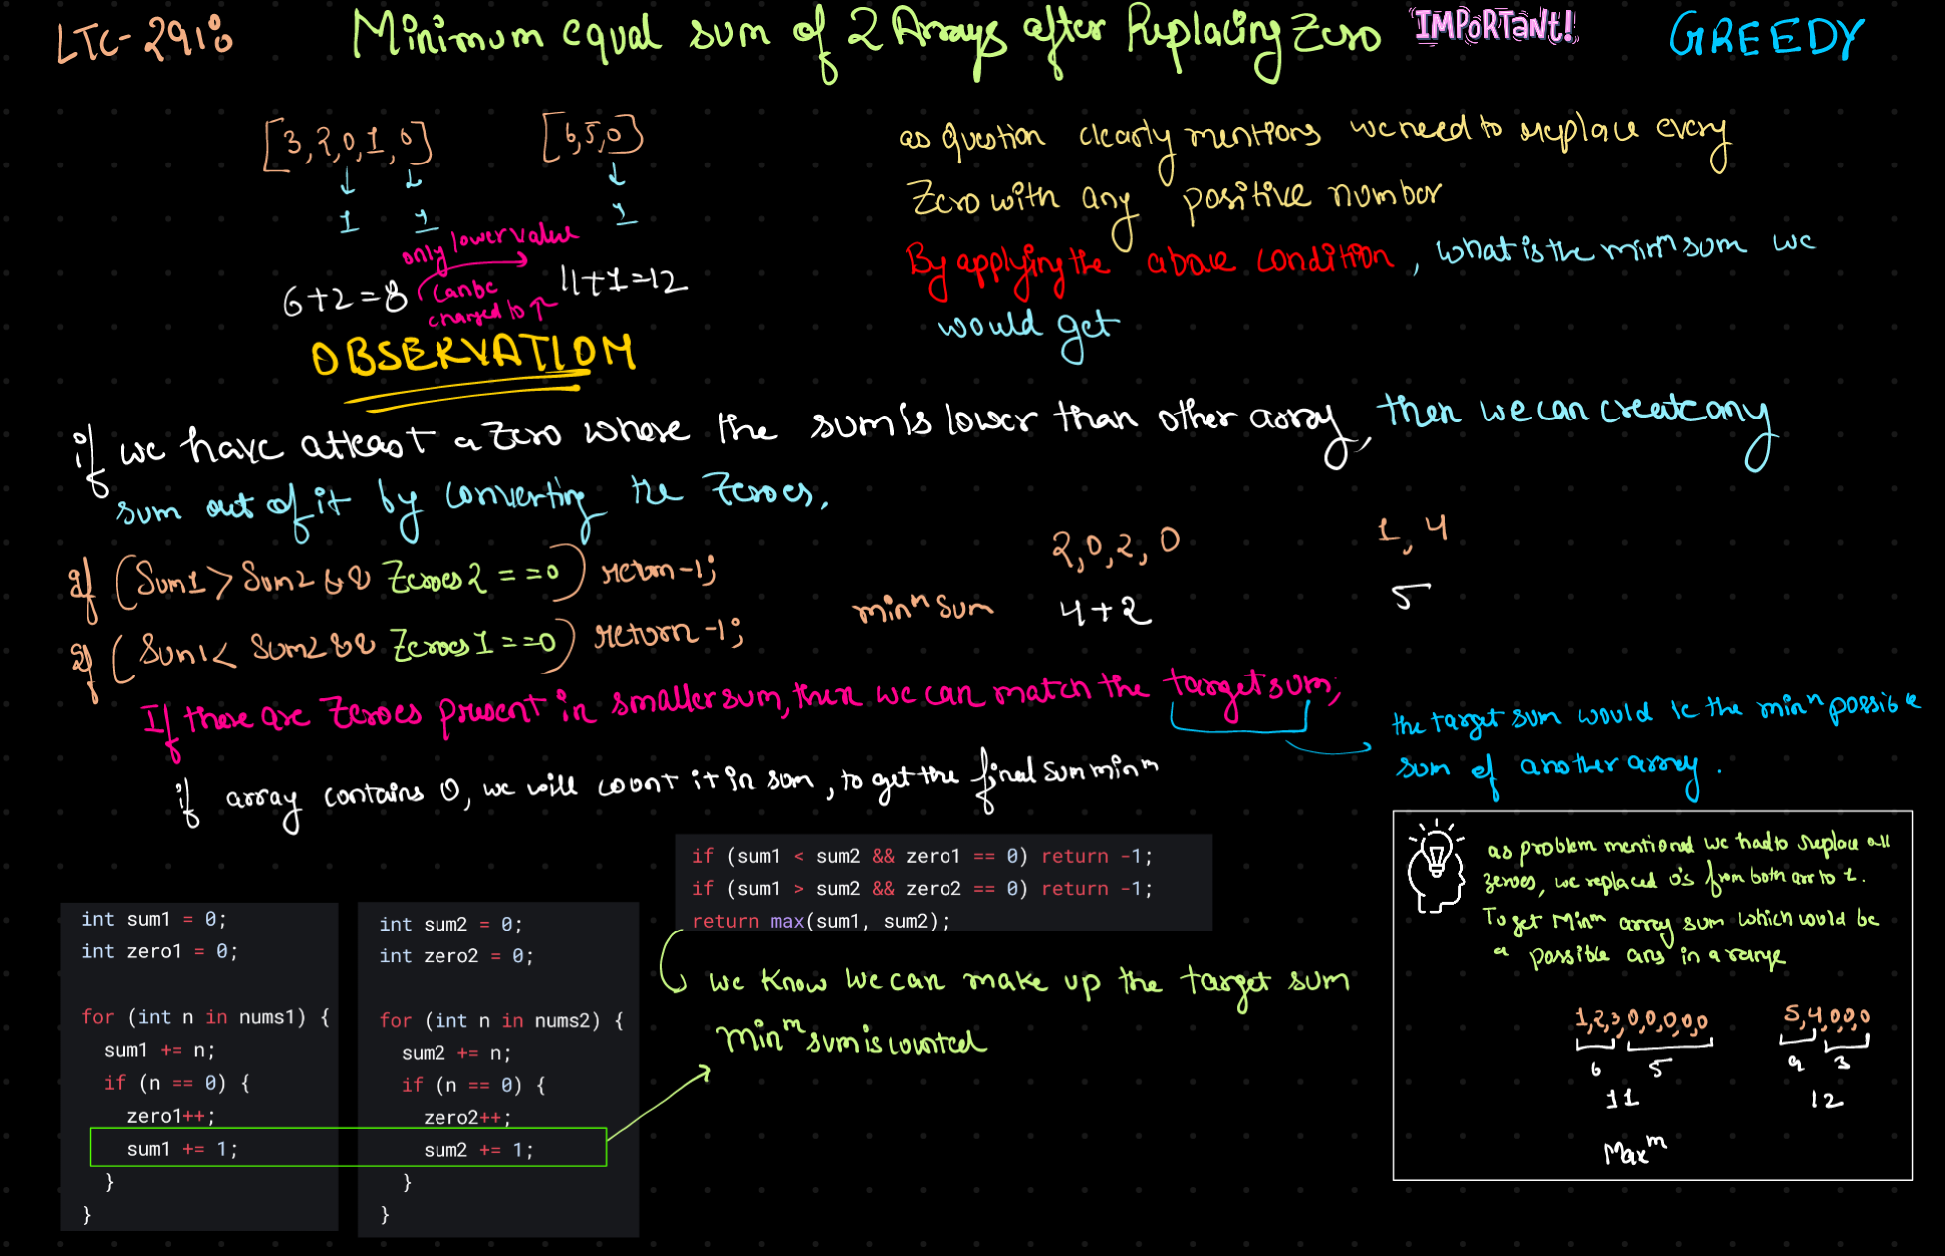 LTC-2918
Minimum equal sum of 2 Arrays after Replacing Zero
IMPORTANT!
GREEDY
[3,2,0,1,0]
[6,5,0]
1 1
1
6+2=8
only lower value
can be
changed to ↑
11+1=12
OBSERVATION
as question clearly mentions we need to replace every
Zero with any positive number
By applying the above condition, what is the minm sum we
would get
if we have atleast a zero where the sum is lower than other array, then we can create any
sum out of it by converting the zeroes.
if (Sum1 > Sum2 && Zeroes2 == 0) return -1;
if (Sum1 < Sum2 && Zeroes1 == 0) return -1;
2,0,2,0
1, 4
minm sum
4+2
5
If there are zeroes present in smaller sum, then we can match the target sum;
the target sum would be the minm possible
sum of another array.
if array contains 0, we will count it in sum, to get the final sum minm
if (sum1 < sum2 && zero1 == 0) return -1;
if (sum1 > sum2 && zero2 == 0) return -1;
return max(sum1, sum2);
we know we can make up the target sum
minm sum is counted
int sum1 = 0;
int zero1 = 0;
for (int n in nums1) {
sum1 += n;
if (n == 0) {
zero1++;
sum1 += 1;
}
}
int sum2 = 0;
int zero2 = 0;
for (int n in nums2) {
sum2 += n;
if (n == 0) {
zero2++;
sum2 += 1;
}
}
as problem mentioned we had to replace all
zeroes, we replaced 0's from both arr to 1.
To get Minm array sum which would be
a possible ans in a range
1,2,3,0,0,0,0,0
5,4,0,0,0
6 5
9 3
11
12
Maxm